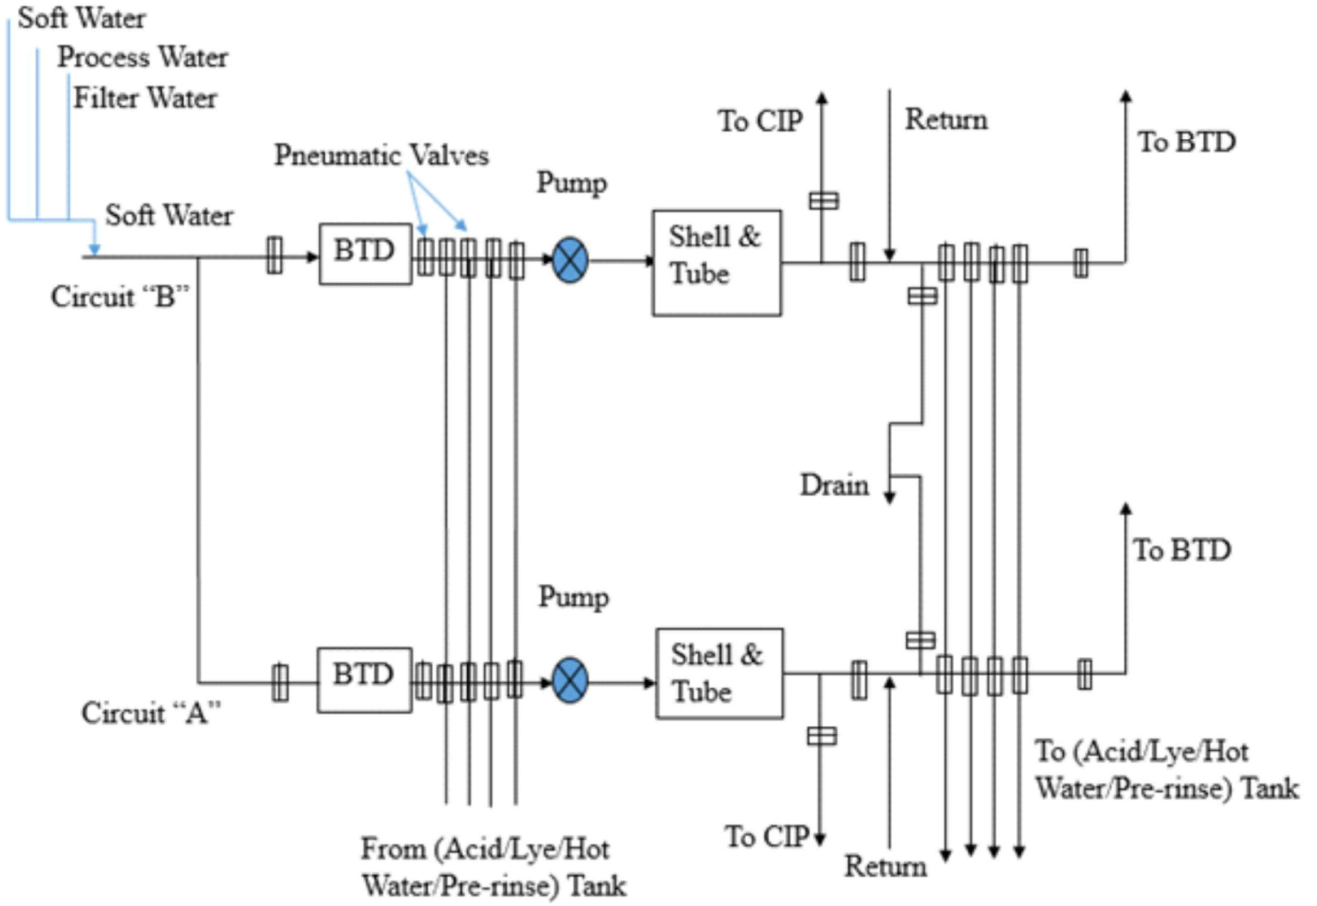 Soft Water
Process Water
Filter Water
Soft Water
Circuit “B”
Pneumatic Valves
BTD
Pump
Shell &
Tube
To CIP
Return
To BTD
Drain
To BTD
Circuit “A”
BTD
Pump
Shell &
Tube
To CIP
Return
To (Acid/Lye/Hot
Water/Pre-rinse) Tank
From (Acid/Lye/Hot
Water/Pre-rinse) Tank